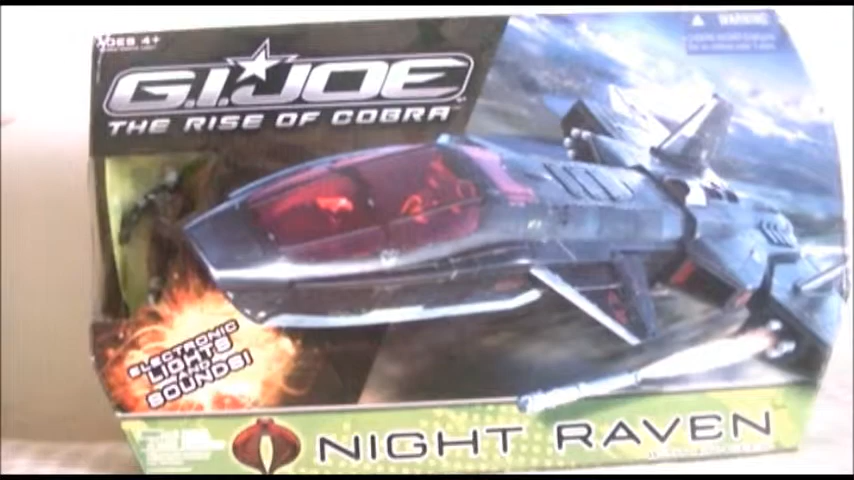 AGES 4+
WARNING:
G.I.JOE
THE RISE OF COBRA
ELECTRONIC
LIGHTS
AND
SOUNDS!
NIGHT RAVEN